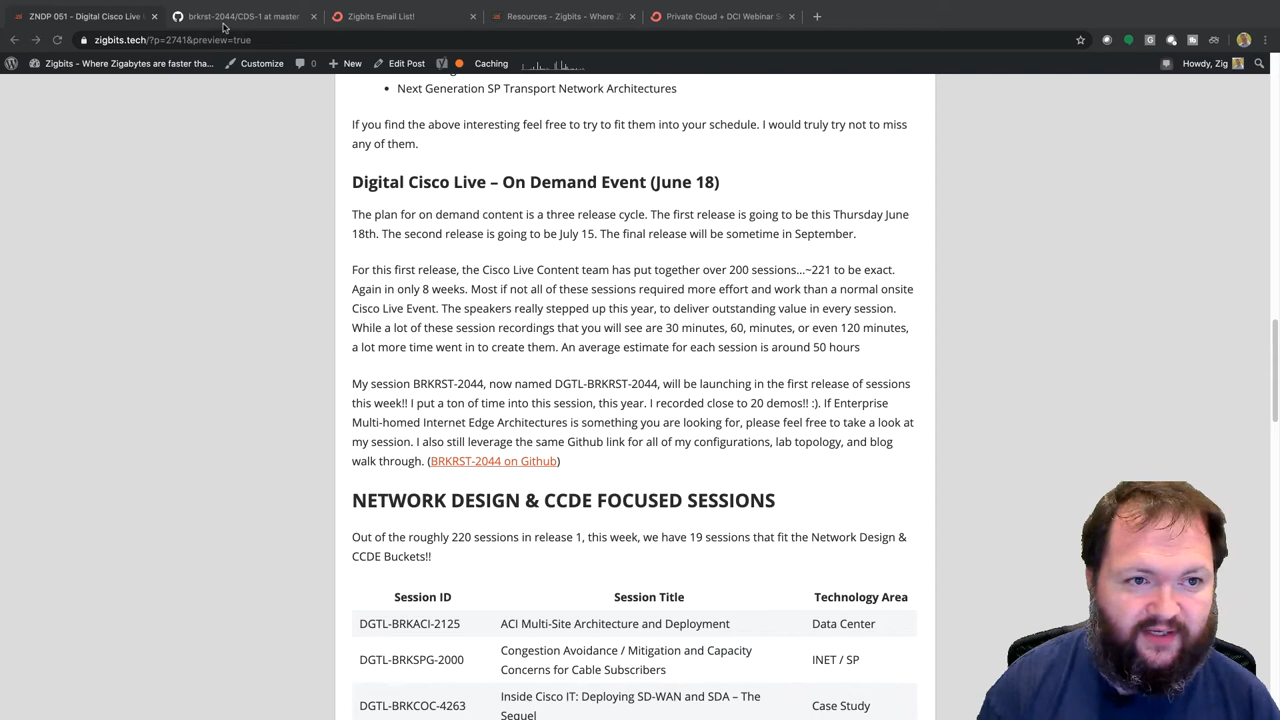 ZNDP 051 - Digital Cisco Live
brkrst-2044/CDS-1 at master
Zigbits Email List!
Resources - Zigbits - Where Z
Private Cloud + DCI Webinar S
zigbits.tech/?p=2741&preview=true
Zigbits - Where Zigabytes are faster tha...
Customize
0
New
Edit Post
Caching
Howdy, Zig
• Next Generation SP Transport Network Architectures
If you find the above interesting feel free to try to fit them into your schedule. I would truly try not to miss
any of them.
Digital Cisco Live – On Demand Event (June 18)
The plan for on demand content is a three release cycle. The first release is going to be this Thursday June
18th. The second release is going to be July 15. The final release will be sometime in September.
For this first release, the Cisco Live Content team has put together over 200 sessions...~221 to be exact.
Again in only 8 weeks. Most if not all of these sessions required more effort and work than a normal onsite
Cisco Live Event. The speakers really stepped up this year, to deliver outstanding value in every session.
While a lot of these session recordings that you will see are 30 minutes, 60, minutes, or even 120 minutes,
a lot more time went in to create them. An average estimate for each session is around 50 hours
My session BRKRST-2044, now named DGTL-BRKRST-2044, will be launching in the first release of sessions
this week!! I put a ton of time into this session, this year. I recorded close to 20 demos!! :). If Enterprise
Multi-homed Internet Edge Architectures is something you are looking for, please feel free to take a look at
my session. I also still leverage the same Github link for all of my configurations, lab topology, and blog
walk through. (BRKRST-2044 on Github)
NETWORK DESIGN & CCDE FOCUSED SESSIONS
Out of the roughly 220 sessions in release 1, this week, we have 19 sessions that fit the Network Design &
CCDE Buckets!!
Session ID Session Title Technology Area
DGTL-BRKACI-2125 ACI Multi-Site Architecture and Deployment Data Center
DGTL-BRKSPG-2000 Congestion Avoidance / Mitigation and Capacity INET / SP
Concerns for Cable Subscribers
DGTL-BRKCOC-4263 Inside Cisco IT: Deploying SD-WAN and SDA – The Case Study
Sequel